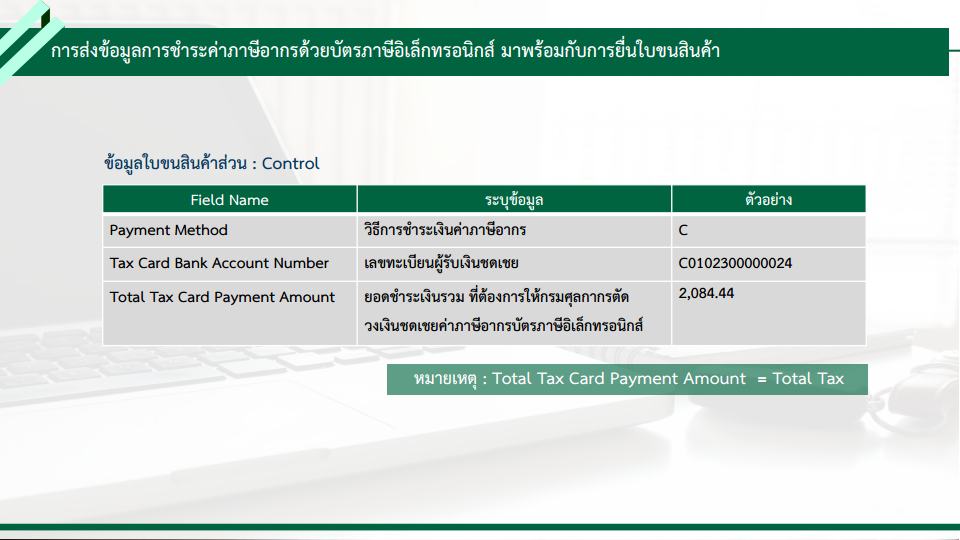 การส่งข้อมูลการชำระค่าภาษีอากรด้วยบัตรภาษีอิเล็กทรอนิกส์ มาพร้อมกับการยื่นใบขนสินค้า
ข้อมูลใบขนสินค้าส่วน : Control
Field Name ระบุข้อมูล ตัวอย่าง
Payment Method วิธีการชำระเงินค่าภาษีอากร C
Tax Card Bank Account Number เลขทะเบียนผู้รับเงินชดเชย C0102300000024
Total Tax Card Payment Amount ยอดชำระเงินรวม ที่ต้องการให้กรมศุลกากรตัด 2,084.44
วงเงินชดเชยค่าภาษีอากรบัตรภาษีอิเล็กทรอนิกส์
หมายเหตุ : Total Tax Card Payment Amount = Total Tax